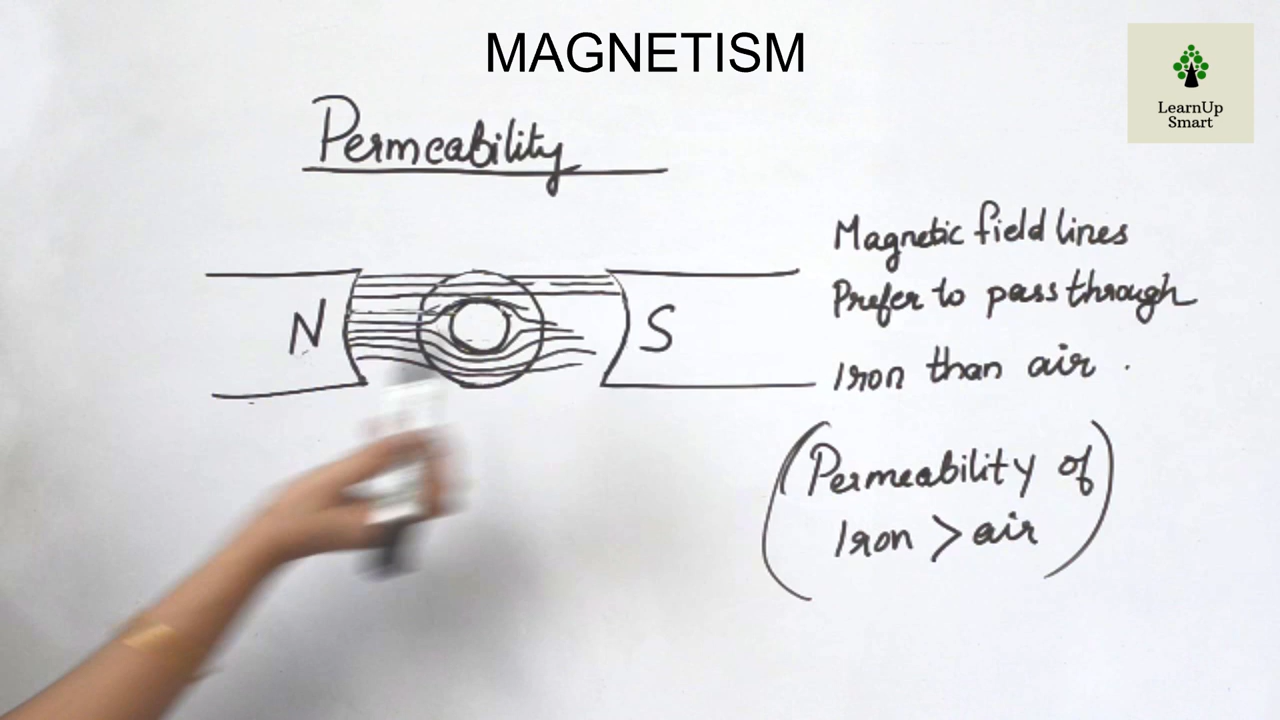 MAGNETISM
LearnUp
Smart
Permeability
N
S
Magnetic field lines
Prefer to pass through
Iron than air .
(Permeability of
Iron > air)